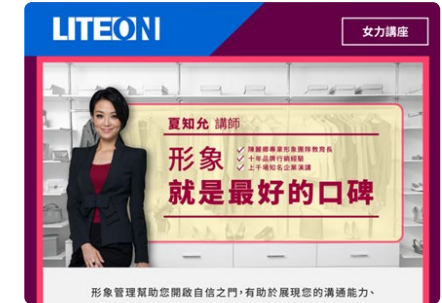 LITEON
女力講座
夏知允 講師
形象
✓ 陳麗卿專業形象團隊教育長
✓ 十年品牌行銷經驗
✓ 上千場知名企業演講
就是最好的口碑
形象管理幫助您開啟自信之門，有助於展現您的溝通能力、